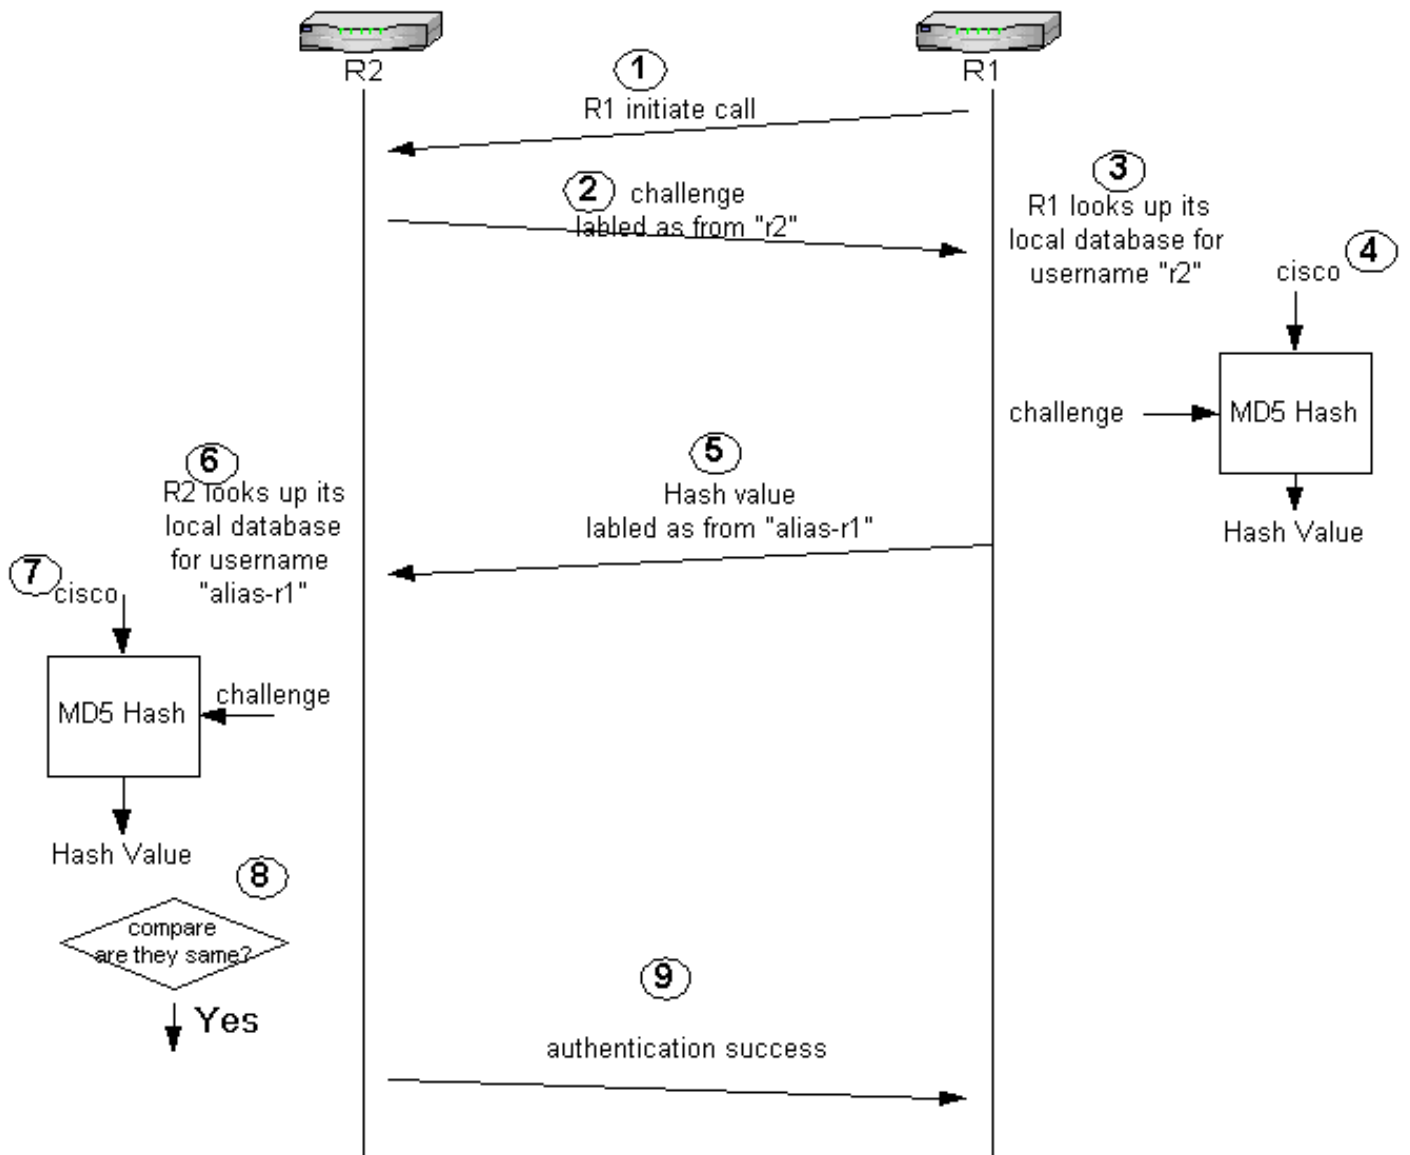 R2
R1
1
R1 initiate call
2
challenge
labled as from "r2"
3
R1 looks up its
local database for
username "r2"
4
cisco
challenge
MD5 Hash
Hash Value
5
Hash value
labled as from "alias-r1"
6
R2 looks up its
local database
for username
"alias-r1"
7
cisco
MD5 Hash
challenge
Hash Value
8
compare
are they same?
Yes
9
authentication success